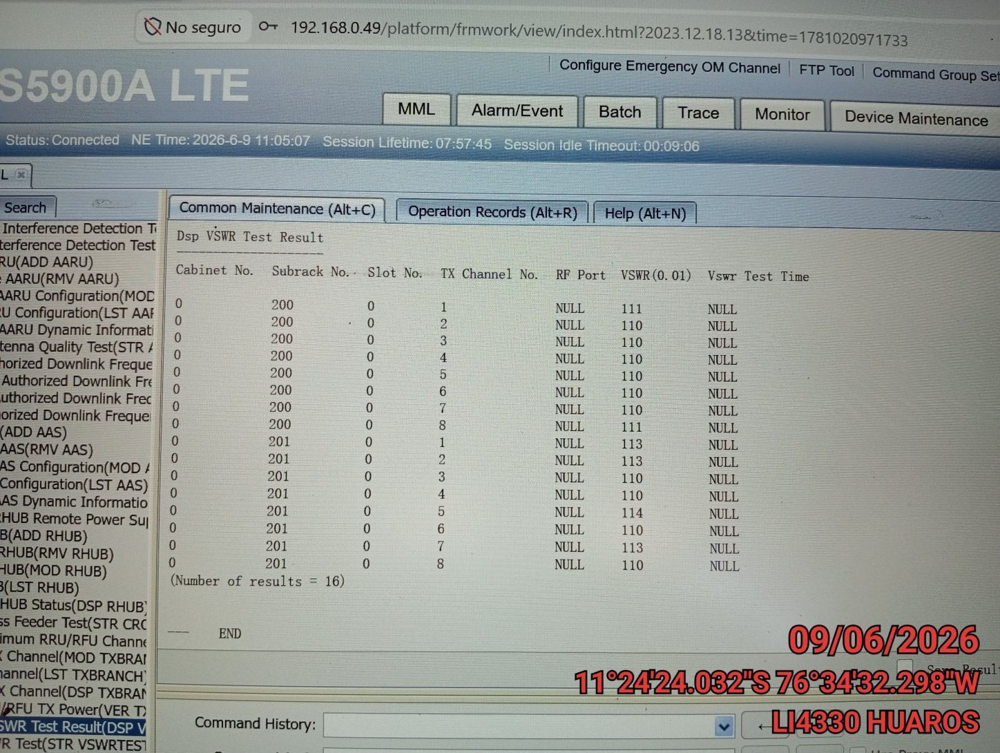 No seguro 192.168.0.49/platform/frmwork/view/index.html?2023.12.18.13&time=1781020971733
Configure Emergency OM Channel FTP Tool Command Group Set
S5900A LTE
MML Alarm/Event Batch Trace Monitor Device Maintenance
Status: Connected NE Time: 2026-6-9 11:05:07 Session Lifetime: 07:57:45 Session Idle Timeout: 00:09:06
L
Search
Common Maintenance (Alt+C) Operation Records (Alt+R) Help (Alt+N)
Interference Detection Te
terference Detection Test
RU(ADD AARU)
AARU(RMV AARU)
AARU Configuration(MOD
U Configuration(LST AAR
AARU Dynamic Informati
tenna Quality Test(STR A
horized Downlink Freque
Authorized Downlink Fre
uthorized Downlink Freq
orized Downlink Freque
(ADD AAS)
AAS(RMV AAS)
AS Configuration(MOD A
Configuration(LST AAS)
AAS Dynamic Informatio
HUB Remote Power Sup
B(ADD RHUB)
RHUB(RMV RHUB)
HUB(MOD RHUB)
B(LST RHUB)
HUB Status(DSP RHUB)
ss Feeder Test(STR CRO
imum RRU/RFU Channe
X Channel(MOD TXBRAN
hannel(LST TXBRANCH)
X Channel(DSP TXBRAN
/RFU TX Power(VER TX
SWR Test Result(DSP V
R Test(STR VSWRTEST
Dsp VSWR Test Result
--------------------
Cabinet No. Subrack No. Slot No. TX Channel No. RF Port VSWR(0.01) Vswr Test Time
0 200 0 1 NULL 111 NULL
0 200 0 2 NULL 110 NULL
0 200 0 3 NULL 110 NULL
0 200 0 4 NULL 110 NULL
0 200 0 5 NULL 110 NULL
0 200 0 6 NULL 110 NULL
0 200 0 7 NULL 110 NULL
0 200 0 8 NULL 111 NULL
0 201 0 1 NULL 113 NULL
0 201 0 2 NULL 113 NULL
0 201 0 3 NULL 110 NULL
0 201 0 4 NULL 110 NULL
0 201 0 5 NULL 114 NULL
0 201 0 6 NULL 110 NULL
0 201 0 7 NULL 113 NULL
0 201 0 8 NULL 110 NULL
(Number of results = 16)
--- END
Command History:
09/06/2026
11°24'24.032"S 76°34'32.298"W
LI4330 HUAROS